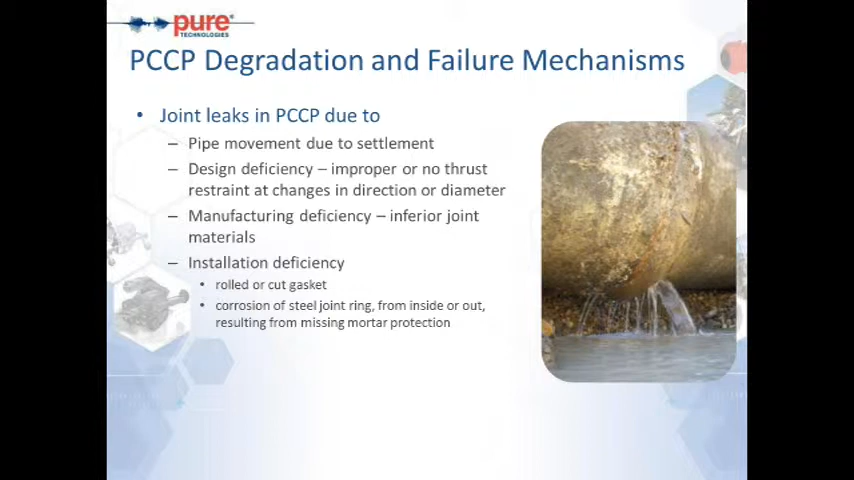 pure
TECHNOLOGIES
PCCP Degradation and Failure Mechanisms
• Joint leaks in PCCP due to
– Pipe movement due to settlement
– Design deficiency – improper or no thrust
restraint at changes in direction or diameter
– Manufacturing deficiency – inferior joint
materials
– Installation deficiency
• rolled or cut gasket
• corrosion of steel joint ring, from inside or out,
resulting from missing mortar protection